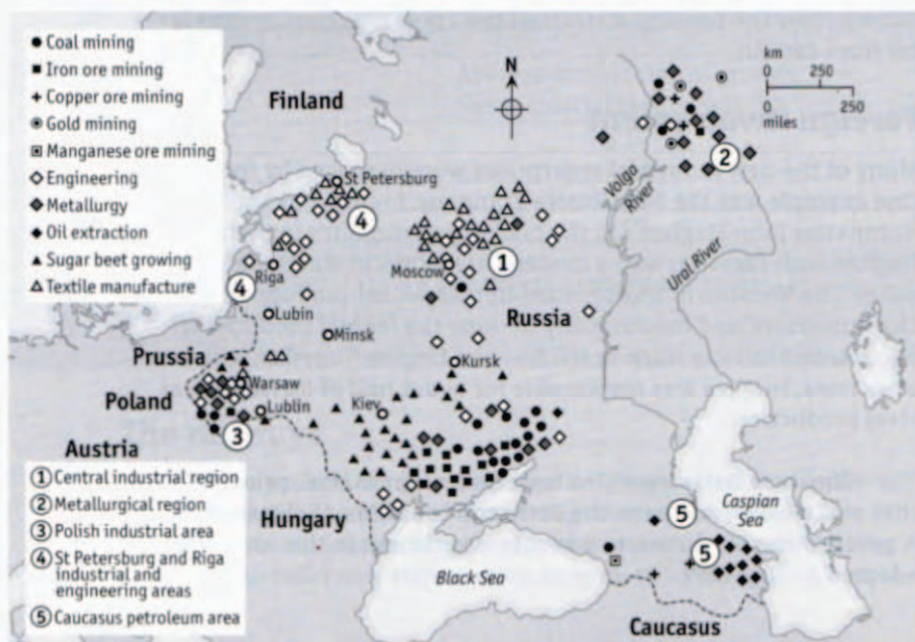 Coal mining
Iron ore mining
Copper ore mining
Gold mining
Manganese ore mining
Engineering
Metallurgy
Oil extraction
Sugar beet growing
Textile manufacture
Finland
N
km
0 250
0 250
miles
2
St Petersburg
4
Volga
River
Ural River
Moscow
1
Riga
4
Lubin
Minsk
Russia
Prussia
Kursk
Warsaw
Poland
Lublin
Kiev
3
Austria
1 Central industrial region
2 Metallurgical region
3 Polish industrial area
4 St Petersburg and Riga
industrial and
engineering areas
5 Caucasus petroleum area
Hungary
5
Caspian
Sea
5
Black Sea
Caucasus